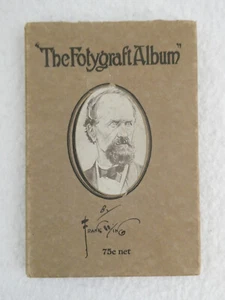 "The Fotygraft Album"
By
Frank Wing
75c net